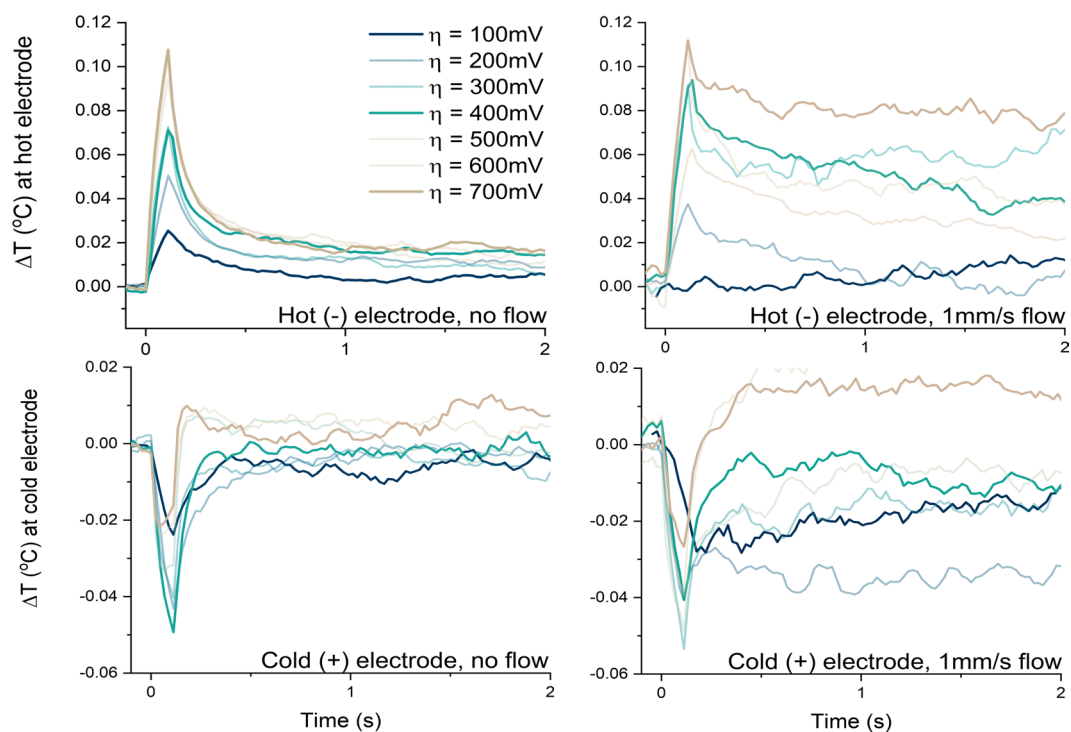 ΔT (ºC) at hot electrode
0.12
0.10
0.08
0.06
0.04
0.02
0.00
η = 100mV
η = 200mV
η = 300mV
η = 400mV
η = 500mV
η = 600mV
η = 700mV
Hot (-) electrode, no flow
0 1 2
0.12
0.10
0.08
0.06
0.04
0.02
0.00
Hot (-) electrode, 1mm/s flow
0 1 2
ΔT (ºC) at cold electrode
0.02
0.00
-0.02
-0.04
-0.06
Cold (+) electrode, no flow
0 1 2
Time (s)
0.02
0.00
-0.02
-0.04
-0.06
Cold (+) electrode, 1mm/s flow
0 1 2
Time (s)